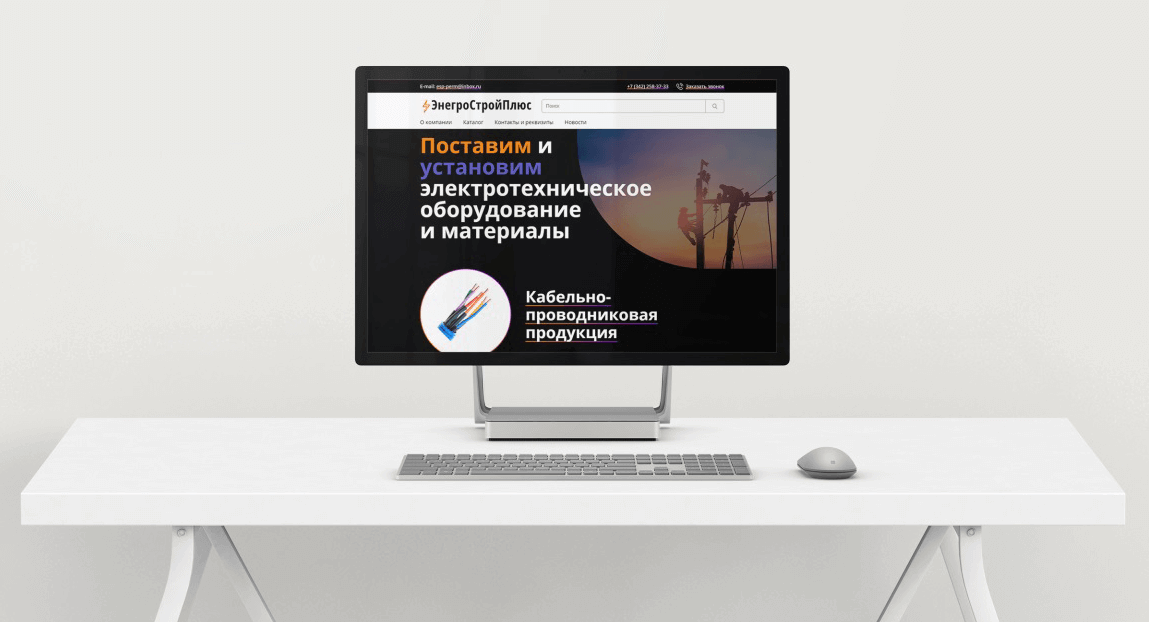 E-mail: esp-perm@inbox.ru
+7 (342) 258-37-33 Заказать звонок
ЭнегроСтройПлюс
Поиск
О компании Каталог Контакты и реквизиты Новости
Поставим и
установим
электротехническое
оборудование
и материалы
Кабельно-
проводниковая
продукция